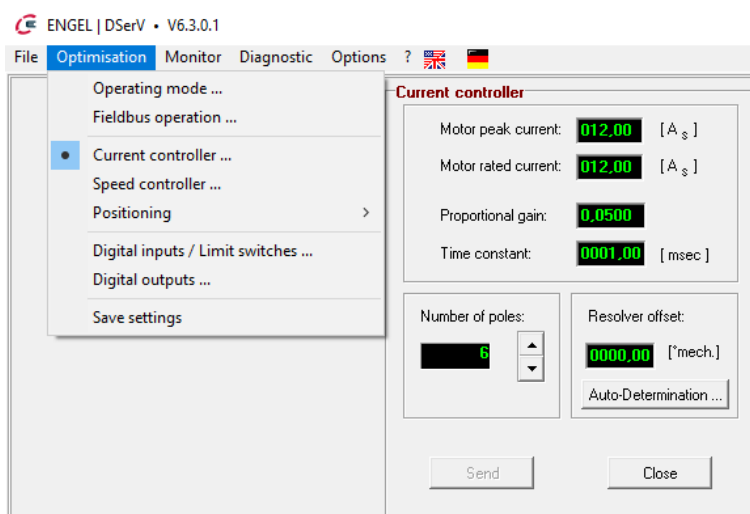 ENGEL | DSerV • V6.3.0.1
File Optimisation Monitor Diagnostic Options ?
Operating mode ...
Fieldbus operation ...
Current controller ...
Speed controller ...
Positioning
Digital inputs / Limit switches ...
Digital outputs ...
Save settings
Current controller
Motor peak current: 012,00 [ A S ]
Motor rated current: 012,00 [ A S ]
Proportional gain: 0,0500
Time constant: 0001,00 [ msec ]
Number of poles:
6
Resolver offset:
0000,00 [°mech.]
Auto-Determination ...
Send
Close